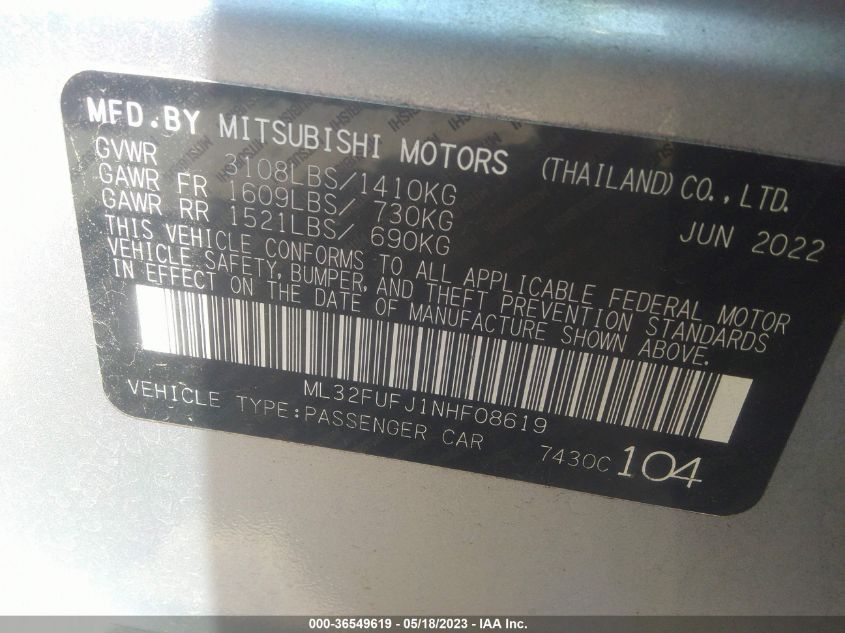 MFD.BY MITSUBISHI MOTORS (THAILAND)CO.,LTD.
GVWR 3108LBS/1410KG
GAWR FR 1609LBS/ 730KG
GAWR RR 1521LBS/ 690KG
JUN 2022
THIS VEHICLE CONFORMS TO ALL APPLICABLE FEDERAL MOTOR
VEHICLE SAFETY, BUMPER, AND THEFT PREVENTION STANDARDS
IN EFFECT ON THE DATE OF MANUFACTURE SHOWN ABOVE.
ML32FUFJ1NHF08619
VEHICLE TYPE:PASSENGER CAR
7430C 104
000-36549619 - 05/18/2023 - IAA Inc.